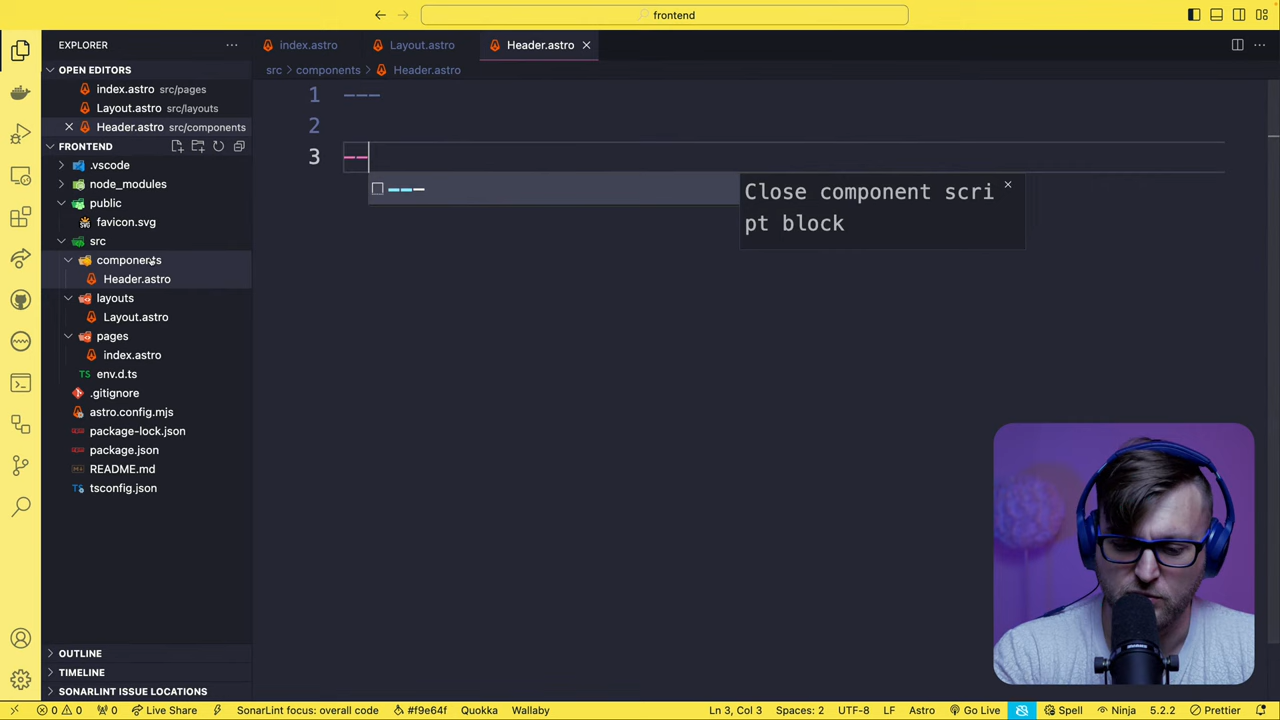 frontend
EXPLORER
index.astro
Layout.astro
Header.astro
OPEN EDITORS
src
components
Header.astro
index.astro src/pages
Layout.astro src/layouts
Header.astro src/components
FRONTEND
.vscode
node_modules
public
favicon.svg
src
components
Header.astro
layouts
Layout.astro
pages
index.astro
TS env.d.ts
.gitignore
astro.config.mjs
package-lock.json
package.json
README.md
TS tsconfig.json
OUTLINE
TIMELINE
SONARLINT ISSUE LOCATIONS
1 ---
2
3 --
---
Close component scri
pt block
0 0 0 Live Share SonarLint focus: overall code #f9e64f Quokka Wallaby Ln 3, Col 3 Spaces: 2 UTF-8 LF Astro Go Live Spell Ninja 5.2.2 Prettier